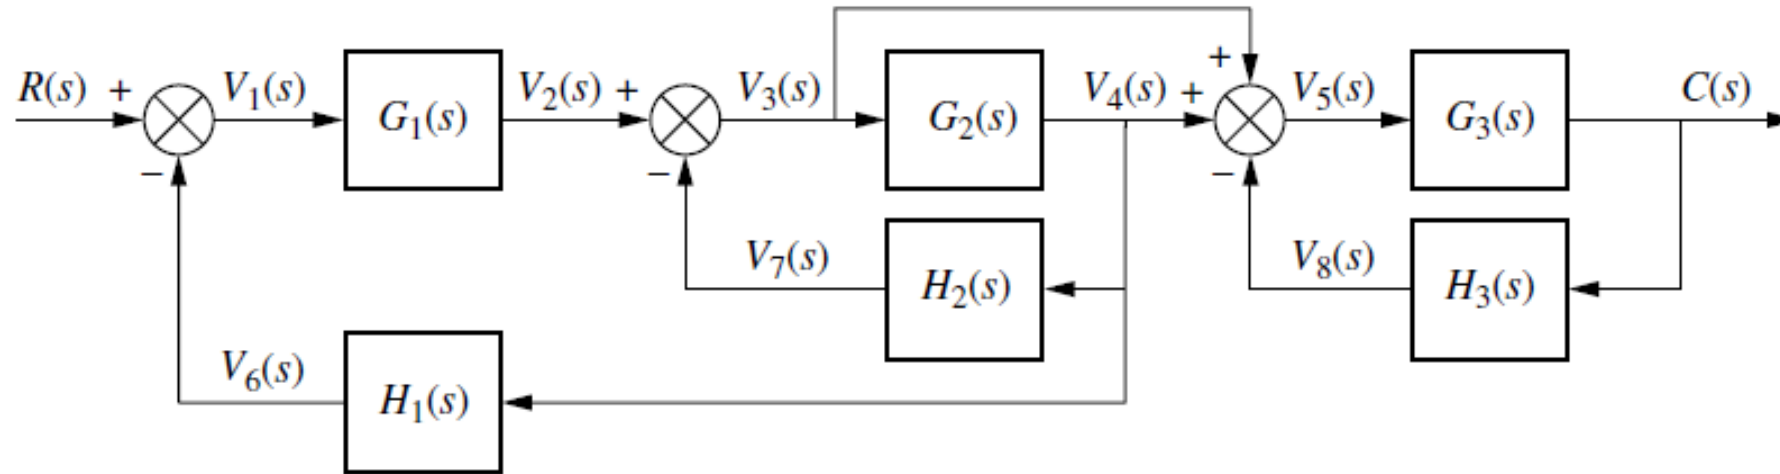 +
R(s) + V₁(s) G₁(s) V₂(s) + V₃(s) G₂(s) V₄(s) + V₅(s) G₃(s) C(s)
− − −
V₇(s) H₂(s) V₈(s) H₃(s)
V₆(s) H₁(s)